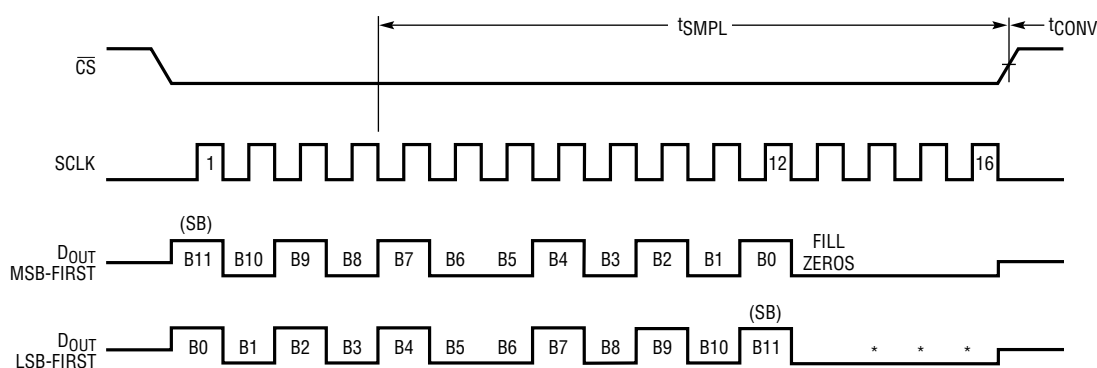 tSMPL
tCONV
CS
SCLK
1
12
16
(SB)
DOUT
MSB-FIRST
B11 B10 B9 B8 B7 B6 B5 B4 B3 B2 B1 B0
FILL
ZEROS
(SB)
DOUT
LSB-FIRST
B0 B1 B2 B3 B4 B5 B6 B7 B8 B9 B10 B11 * * *